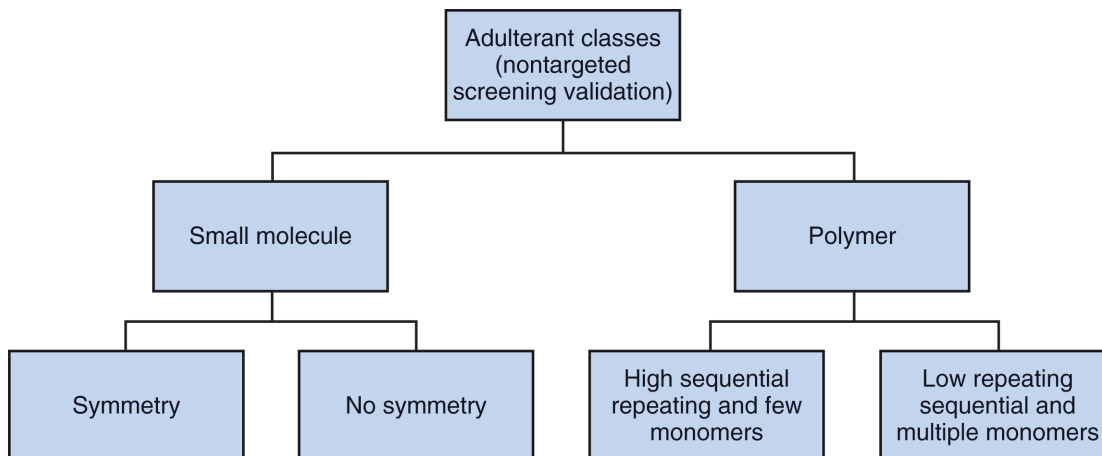 Adulterant classes
(nontargeted
screening validation)
Small molecule
Polymer
Symmetry
No symmetry
High sequential
repeating and few
monomers
Low repeating
sequential and
multiple monomers